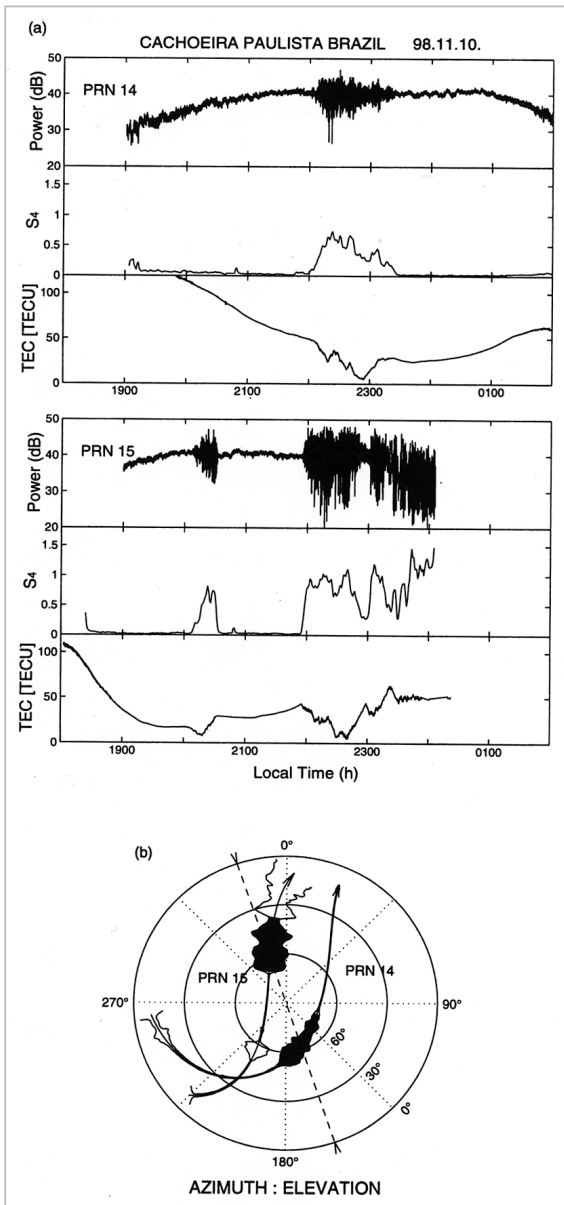 (a)
CACHOEIRA PAULISTA BRAZIL 98.11.10.
50
40
30
20
Power (dB)
PRN 14
1.5
1
0.5
0
S4
100
50
0
TEC [TECU]
1900 2100 2300 0100
50
40
30
20
Power (dB)
PRN 15
1.5
1
0.5
0
S4
100
50
0
TEC [TECU]
1900 2100 2300 0100
Local Time (h)
(b)
0°
PRN 15 PRN 14
270° 90°
60°
30°
0°
180°
AZIMUTH : ELEVATION